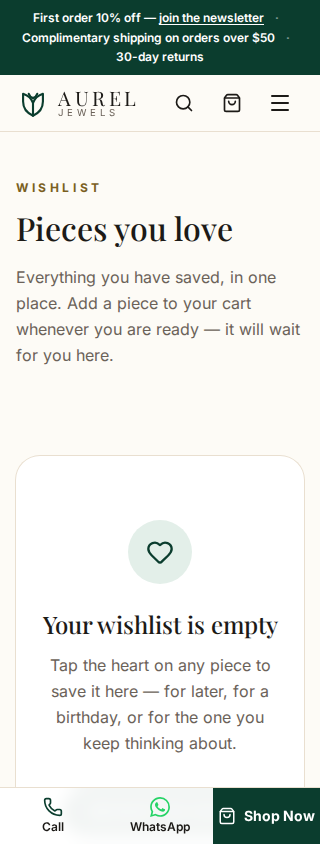 First order 10% off — join the newsletter ·
Complimentary shipping on orders over $50 ·
30-day returns
AUREL
JEWELS
WISHLIST
Pieces you love
Everything you have saved, in one
place. Add a piece to your cart
whenever you are ready — it will wait
for you here.
Your wishlist is empty
Tap the heart on any piece to
save it here — for later, for a
birthday, or for the one you
keep thinking about.
Call
WhatsApp
Shop Now